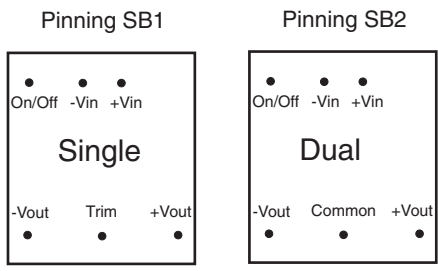 Pinning SB1
Pinning SB2
On/Off -Vin +Vin
Single
-Vout Trim +Vout
On/Off -Vin +Vin
Dual
-Vout Common +Vout